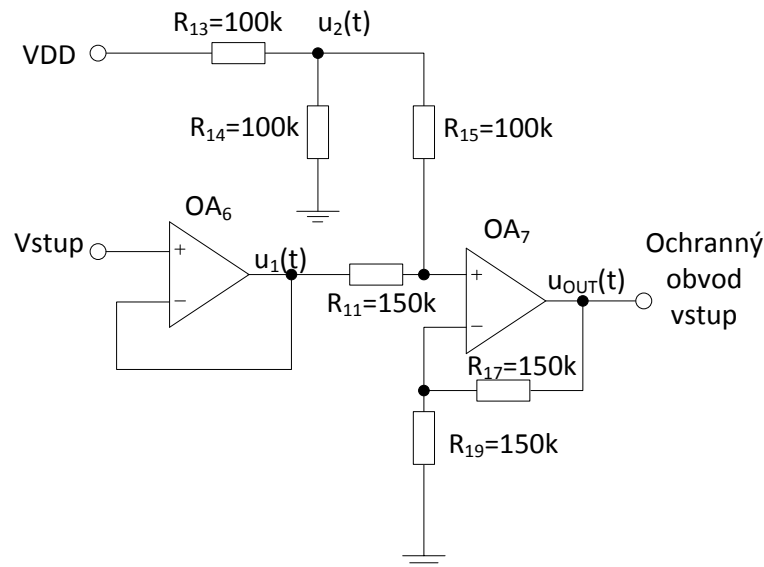 R₁₃=100k
u₂(t)
VDD
R₁₄=100k
R₁₅=100k
OA₆
Vstup
+
−
u₁(t)
R₁₁=150k
OA₇
+
−
u_OUT(t)
Ochranný
obvod
vstup
R₁₇=150k
R₁₉=150k